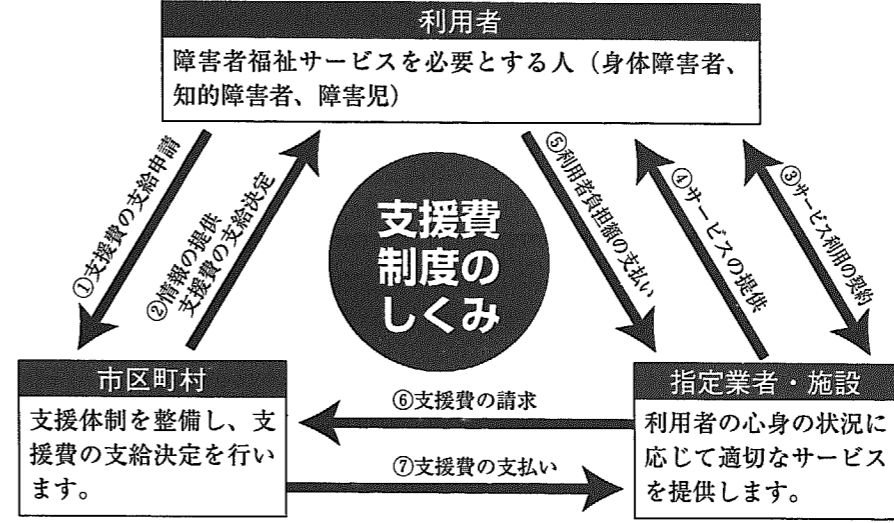 利用者
障害者福祉サービスを必要とする人（身体障害者、
知的障害者、障害児）
①支援費の支給申請
②情報の提供
支援費の支給決定
支援費
制度の
しくみ
⑤利用者負担額の支払い
④サービスの提供
③サービス利用の契約
市区町村
支援体制を整備し、支
援費の支給決定を行い
ます。
⑥支援費の請求
⑦支援費の支払い
指定業者・施設
利用者の心身の状況に
応じて適切なサービス
を提供します。